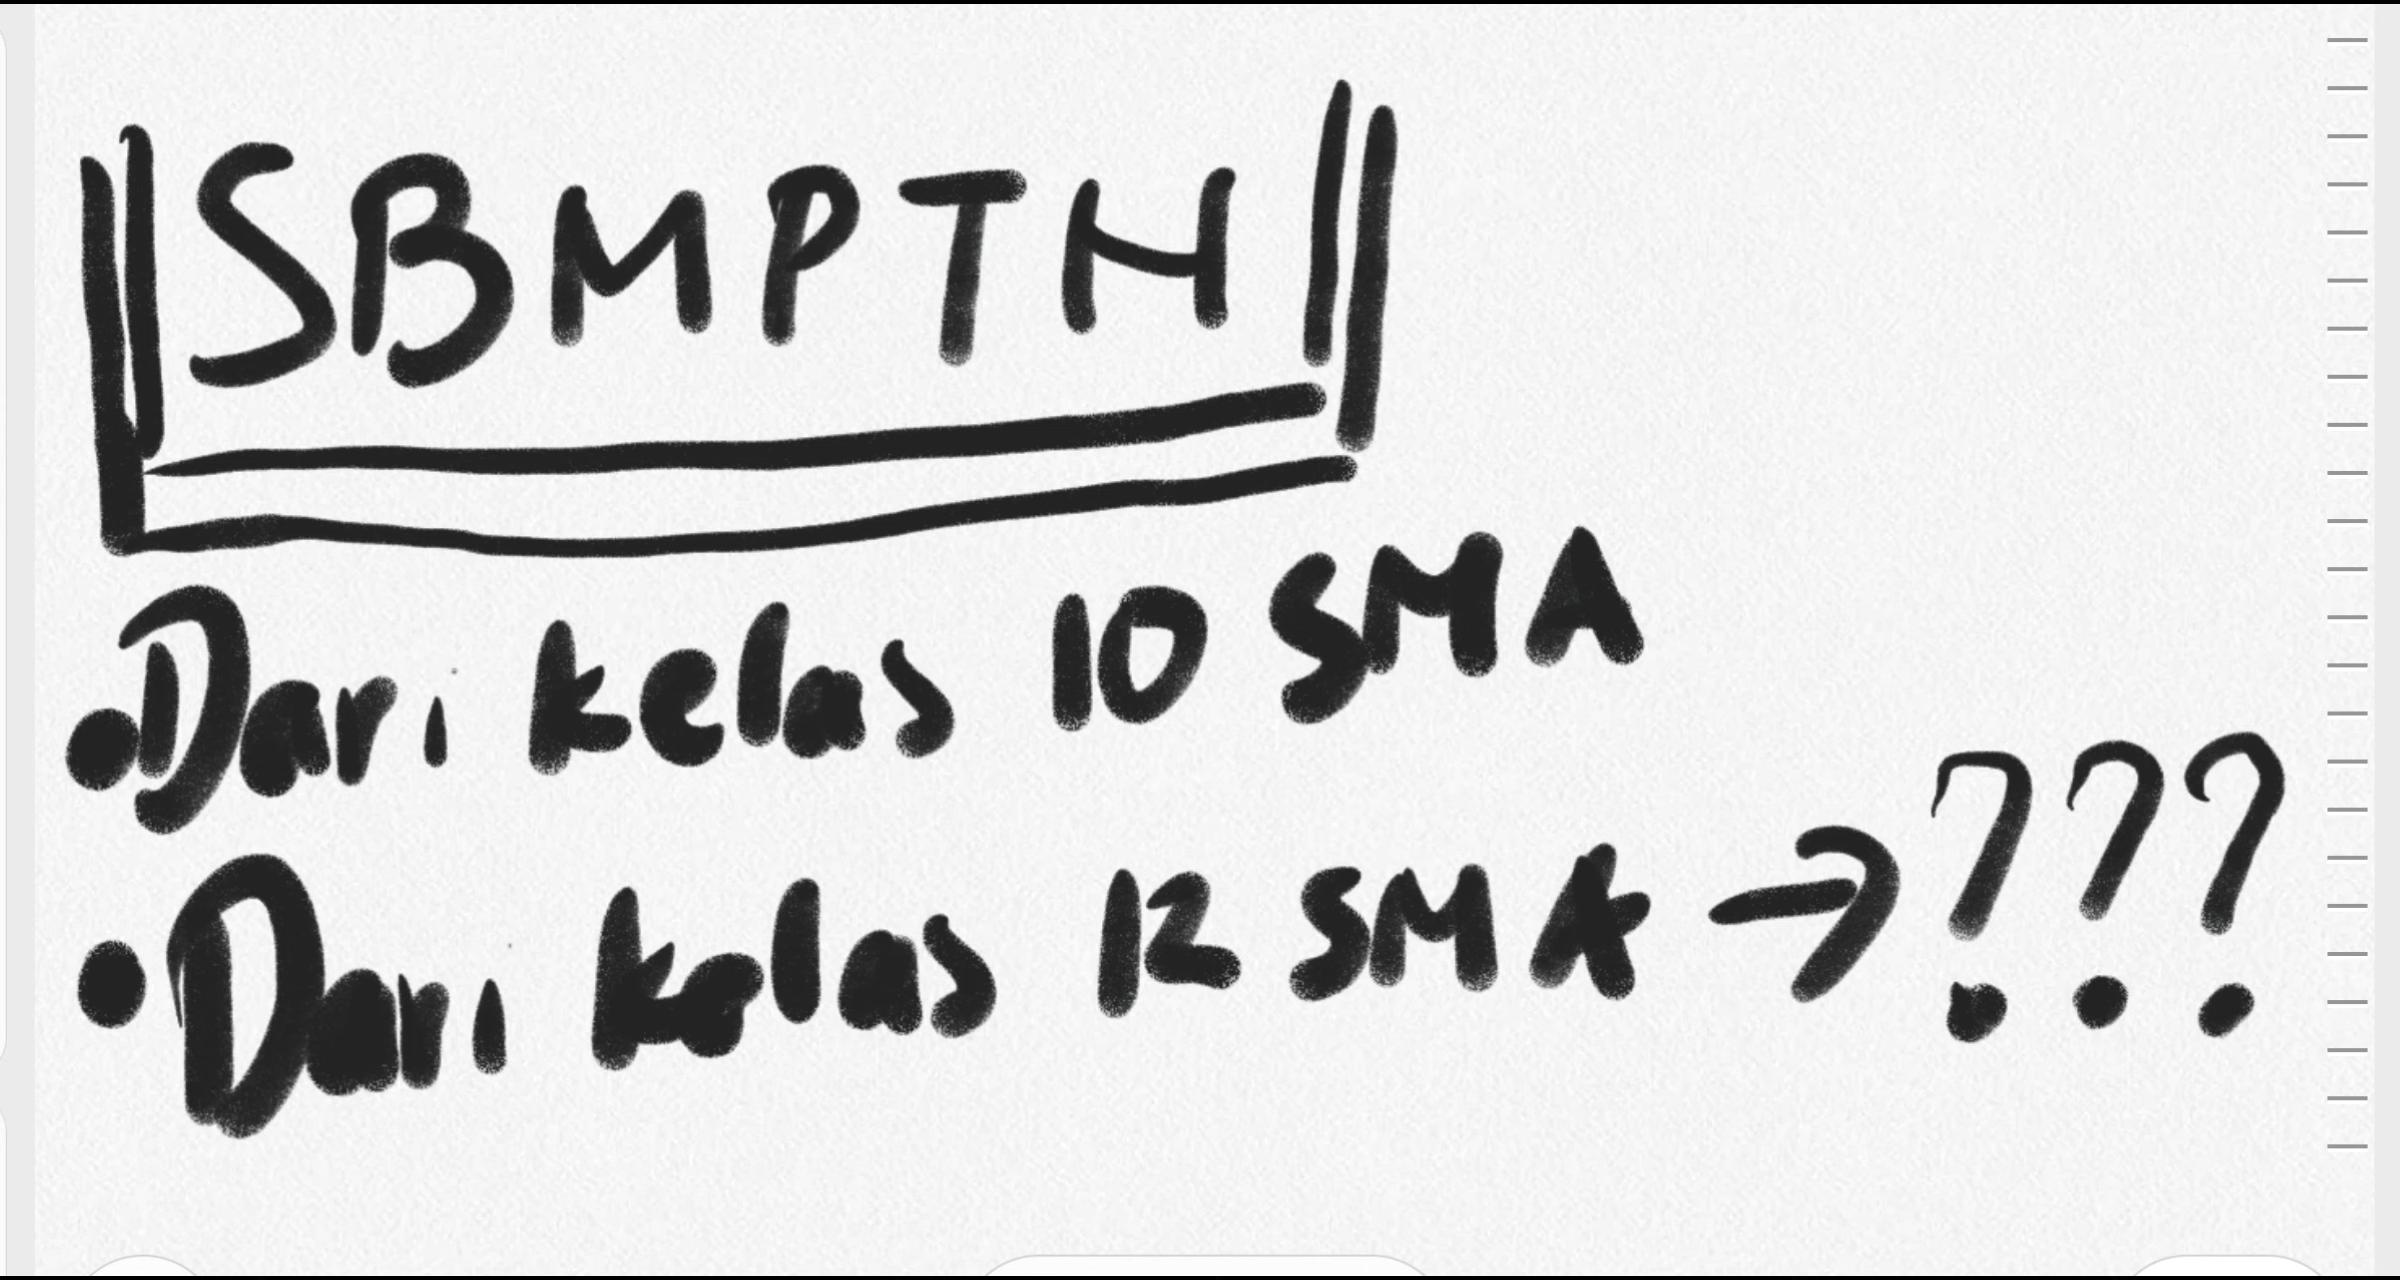 SBMPTN
• Dari kelas 10 SMA
• Dari kelas 12 SMA → ???